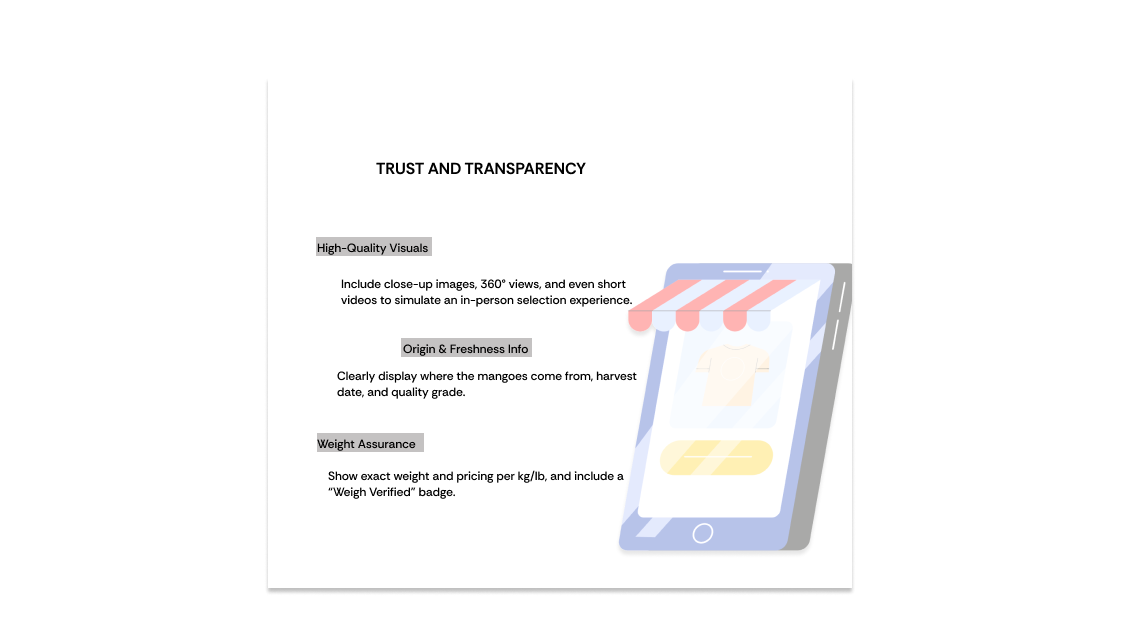 TRUST AND TRANSPARENCY
High-Quality Visuals
Include close-up images, 360° views, and even short
videos to simulate an in-person selection experience.
Origin & Freshness Info
Clearly display where the mangoes come from, harvest
date, and quality grade.
Weight Assurance
Show exact weight and pricing per kg/lb, and include a
“Weigh Verified” badge.